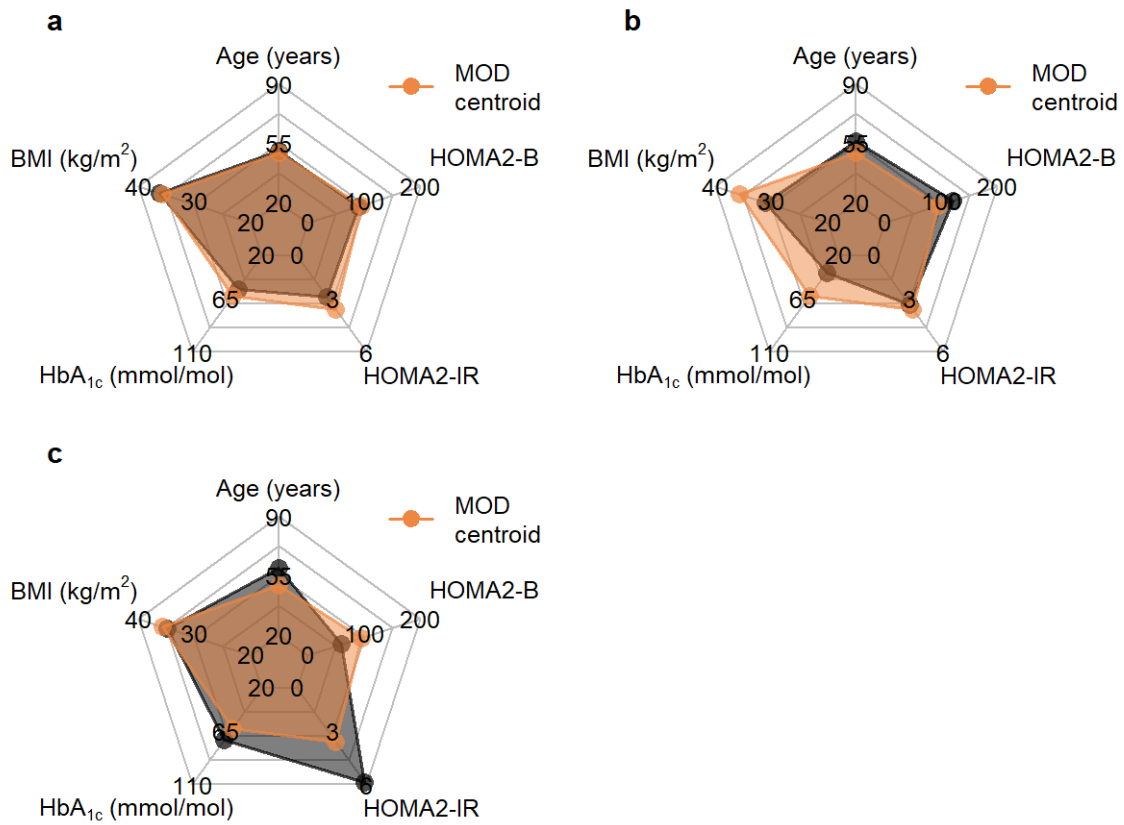 a
Age (years)
90
MOD
centroid
55
HOMA2-B
BMI (kg/m²)
40
30
20
20
0
100
200
20
0
65
3
110
6
HbA₁c (mmol/mol)
HOMA2-IR
b
Age (years)
90
MOD
centroid
55
HOMA2-B
BMI (kg/m²)
40
30
20
20
0
100
200
20
0
65
3
110
6
HbA₁c (mmol/mol)
HOMA2-IR
c
Age (years)
90
MOD
centroid
55
HOMA2-B
BMI (kg/m²)
40
30
20
20
0
100
200
20
0
65
3
110
6
HbA₁c (mmol/mol)
HOMA2-IR